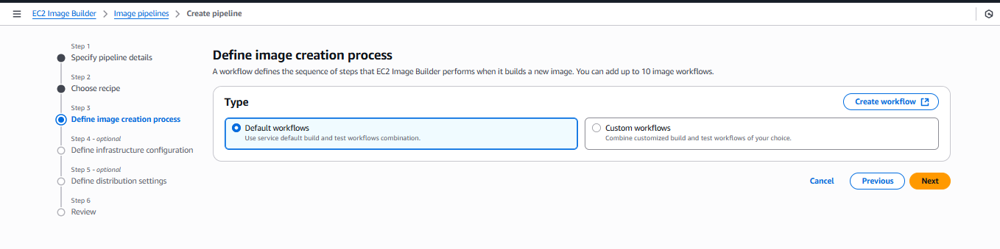 EC2 Image Builder > Image pipelines > Create pipeline
Step 1
Specify pipeline details
Step 2
Choose recipe
Step 3
Define image creation process
Step 4 - optional
Define infrastructure configuration
Step 5 - optional
Define distribution settings
Step 6
Review
Define image creation process
A workflow defines the sequence of steps that EC2 Image Builder performs when it builds a new image. You can add up to 10 image workflows.
Type
Create workflow
Default workflows
Use service default build and test workflows combination.
Custom workflows
Combine customized build and test workflows of your choice.
Cancel Previous Next